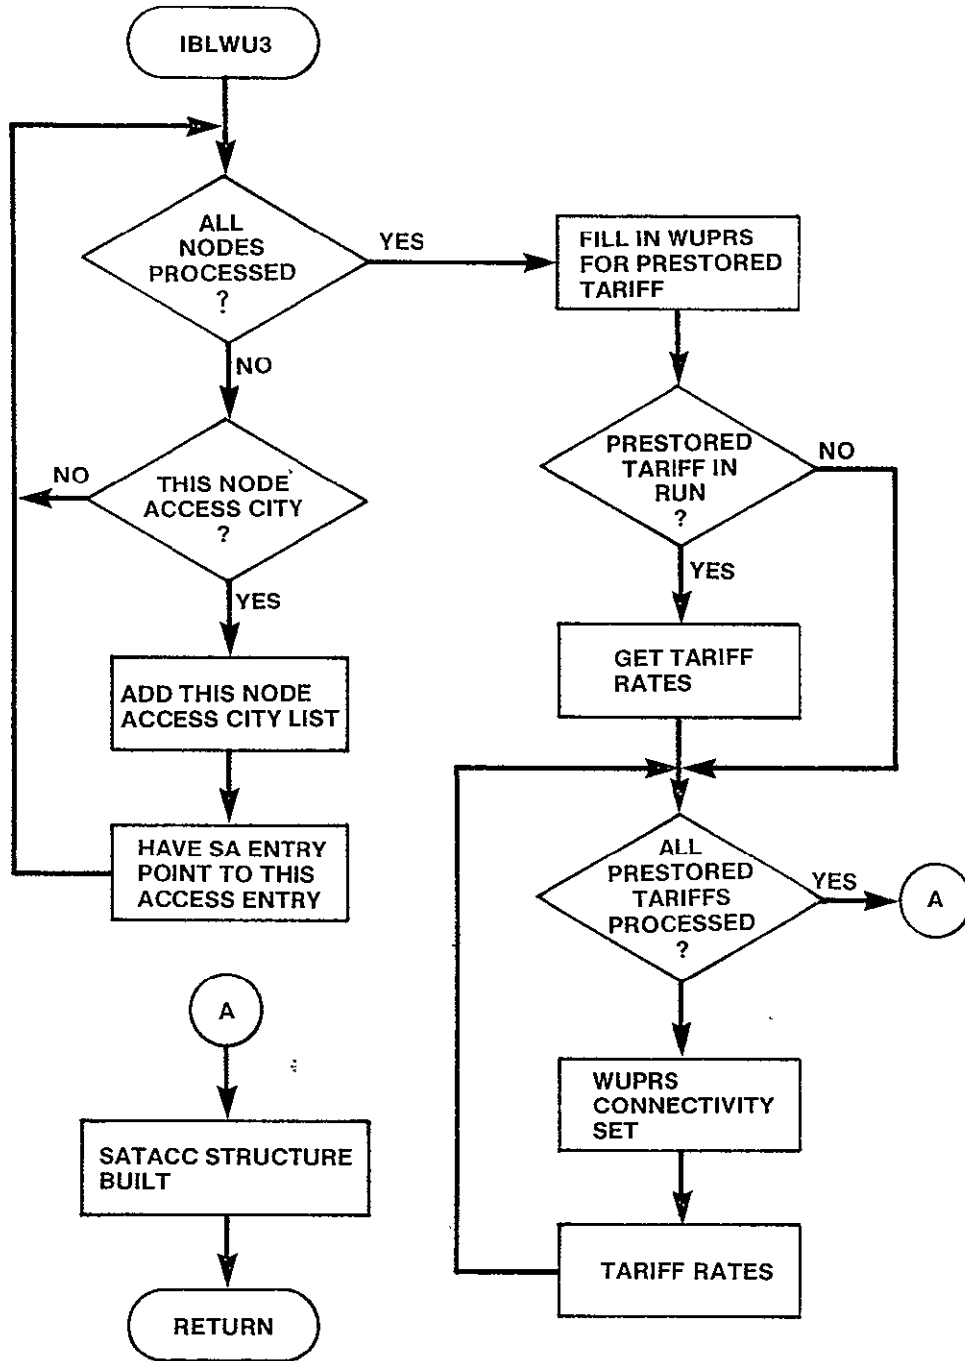 IBLWU3
ALL
NODES
PROCESSED
?
YES
NO
THIS NODE
ACCESS CITY
?
NO
YES
ADD THIS NODE
ACCESS CITY LIST
HAVE SA ENTRY
POINT TO THIS
ACCESS ENTRY
FILL IN WUPRS
FOR PRESTORED
TARIFF
PRESTORED
TARIFF IN
RUN
?
NO
YES
GET TARIFF
RATES
ALL
PRESTORED
TARIFFS
PROCESSED
?
YES
A
WUPRS
CONNECTIVITY
SET
TARIFF RATES
A
SATACC STRUCTURE
BUILT
RETURN